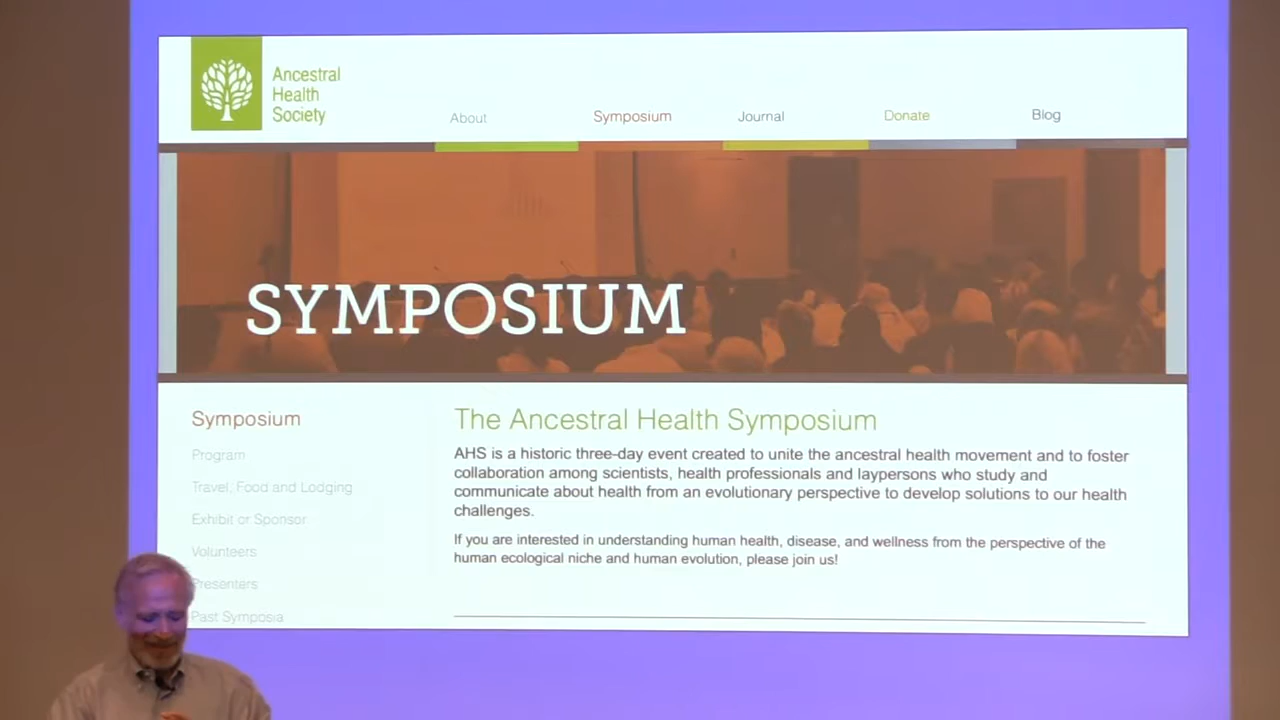 Ancestral
Health
Society
About
Symposium
Journal
Donate
Blog
SYMPOSIUM
Symposium
Program
Travel, Food and Lodging
Exhibit or Sponsor
Volunteers
Presenters
Past Symposia
The Ancestral Health Symposium
AHS is a historic three-day event created to unite the ancestral health movement and to foster
collaboration among scientists, health professionals and laypersons who study and
communicate about health from an evolutionary perspective to develop solutions to our health
challenges.
If you are interested in understanding human health, disease, and wellness from the perspective of the
human ecological niche and human evolution, please join us!